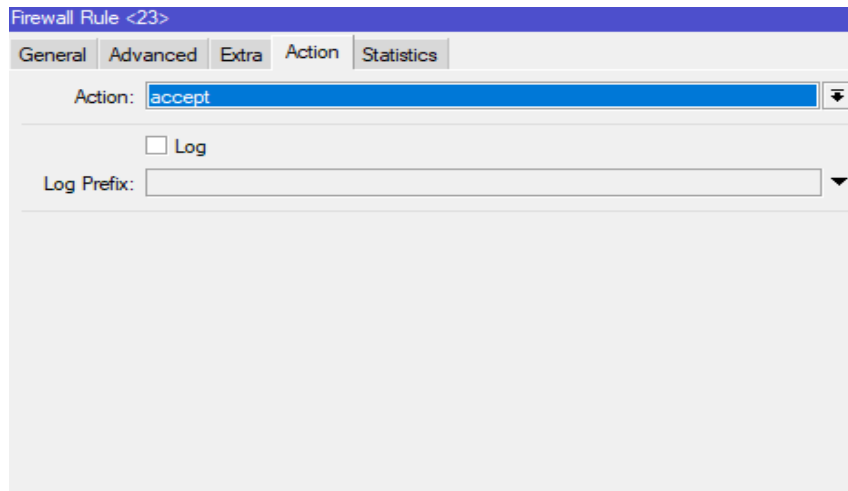 Firewall Rule <23>
General Advanced Extra Action Statistics
Action: accept
Log
Log Prefix: